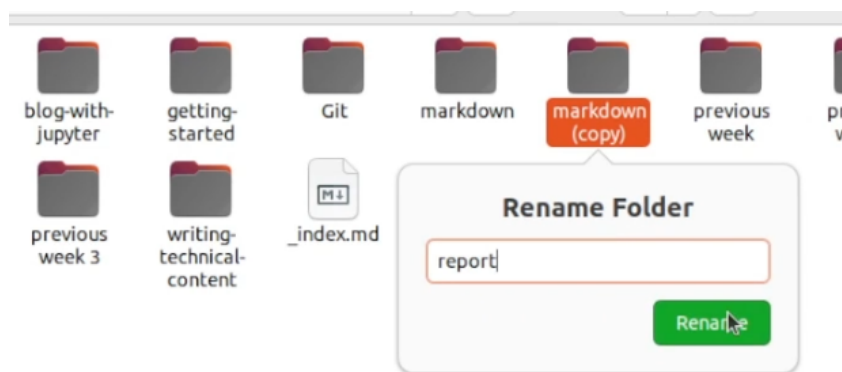 blog-with-
jupyter
getting-
started
Git
markdown
markdown
(copy)
previous
week
previous
week 3
writing-
technical-
content
M↓
_index.md
Rename Folder
report
Rename